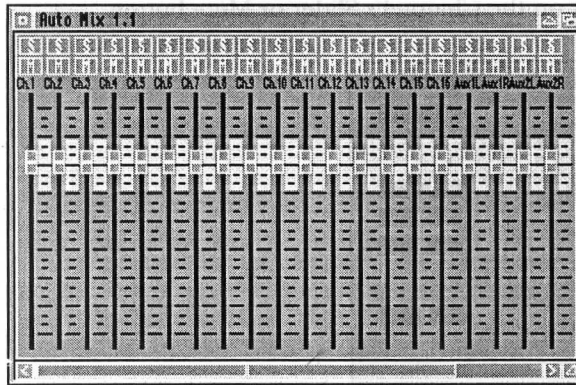 Auto Mix 1.1
S S S S S S S S S S S S S S S S S S S S
M M M M M M M M M M M M M M M M M M M M
Ch.1 Ch.2 Ch.3 Ch.4 Ch.5 Ch.6 Ch.7 Ch.8 Ch.9 Ch.10 Ch.11 Ch.12 Ch.13 Ch.14 Ch.15 Ch.16 Aux1L Aux1R Aux2L Aux2R